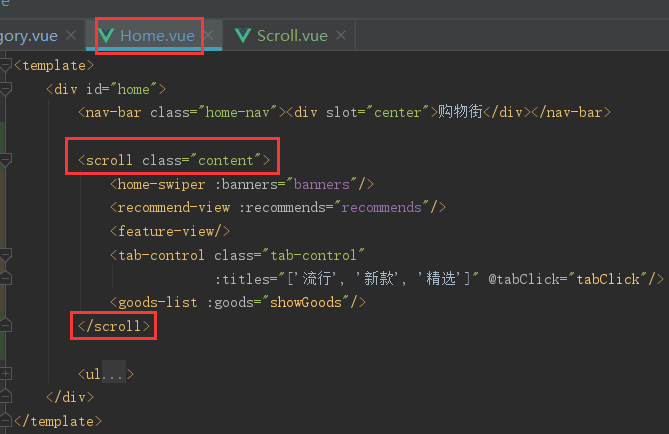 gory.vue × Home.vue × Scroll.vue ×
<template>
<div id="home">
<nav-bar class="home-nav"><div slot="center">购物街</div></nav-bar>
<scroll class="content">
<home-swiper :banners="banners"/>
<recommend-view :recommends="recommends"/>
<feature-view/>
<tab-control class="tab-control"
:titles="['流行', '新款', '精选']" @tabClick="tabClick"/>
<goods-list :goods="showGoods"/>
</scroll>
<ul...>
</div>
</template>